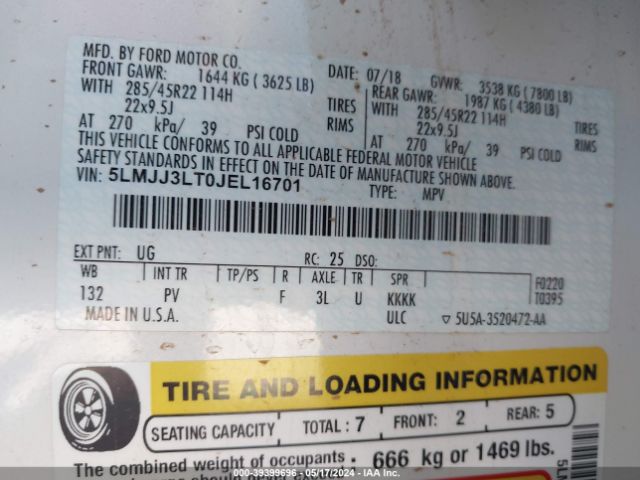 MFD. BY FORD MOTOR CO.
DATE: 07/18 GVWR: 3538 KG (7800 LB)
FRONT GAWR: 1644 KG (3625 LB) REAR GAWR: 1987 KG (4380 LB)
WITH 285/45R22 114H TIRES WITH 285/45R22 114H TIRES
22x9.5J RIMS 22x9.5J RIMS
AT 270 kPa/ 39 PSI COLD AT 270 kPa/ 39 PSI COLD
THIS VEHICLE CONFORMS TO ALL APPLICABLE FEDERAL MOTOR VEHICLE
SAFETY STANDARDS IN EFFECT ON THE DATE OF MANUFACTURE SHOWN ABOVE.
VIN: 5LMJJ3LT0JEL16701
TYPE: MPV
EXT PNT: UG RC: 25 DSO:
WB INT TR TP/PS R AXLE TR SPR
F0220
132 PV F 3L U KKKK
T0395
MADE IN U.S.A. ULC ▽ 5U5A-3520472-AA
TIRE AND LOADING INFORMATION
SEATING CAPACITY TOTAL: 7 FRONT: 2 REAR: 5
The combined weight of occupants 666 kg or 1469 lbs.
000-39399696 - 05/17/2024 - IAA, Inc.